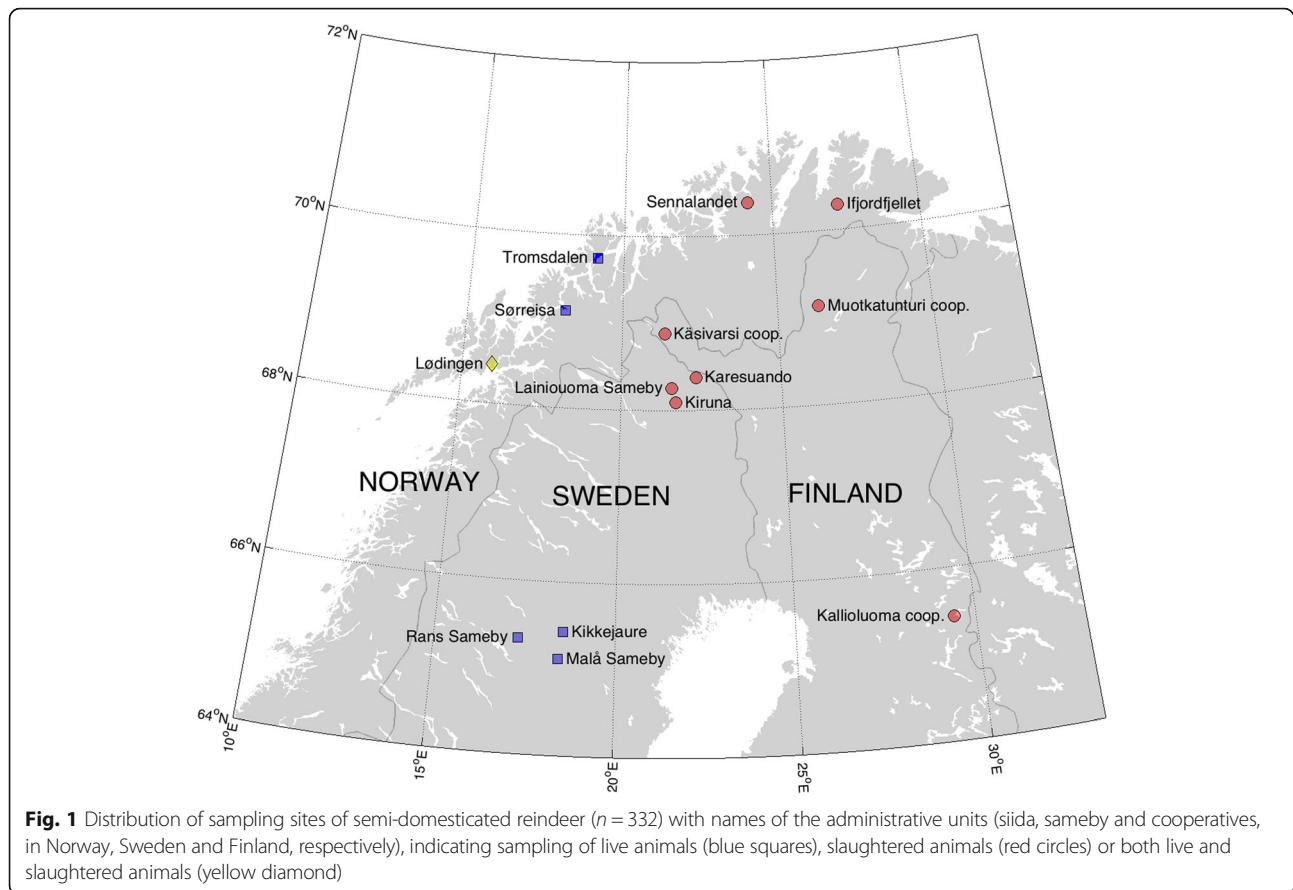 72°N
70°N
Sennalandet
Ifjordfjellet
Tromsdalen
Sørreisa
Muotkatunturi coop.
Käsivarsi coop.
Lødingen
68°N
Karesuando
Lainiouoma Sameby
Kiruna
NORWAY
SWEDEN
FINLAND
66°N
Kallioluoma coop.
Rans Sameby
Kikkejaure
Malå Sameby
64°N
10°E
15°E
20°E
25°E
30°E
Fig. 1 Distribution of sampling sites of semi-domesticated reindeer (n = 332) with names of the administrative units (siida, sameby and cooperatives,
in Norway, Sweden and Finland, respectively), indicating sampling of live animals (blue squares), slaughtered animals (red circles) or both live and
slaughtered animals (yellow diamond)